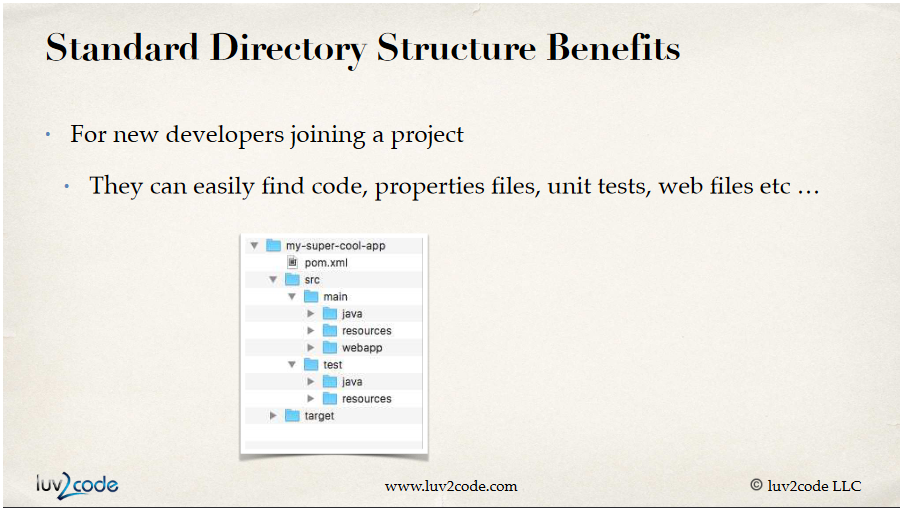 Standard Directory Structure Benefits
• For new developers joining a project
• They can easily find code, properties files, unit tests, web files etc …
my-super-cool-app
pom.xml
src
main
java
resources
webapp
test
java
resources
target
luv2code
www.luv2code.com
© luv2code LLC